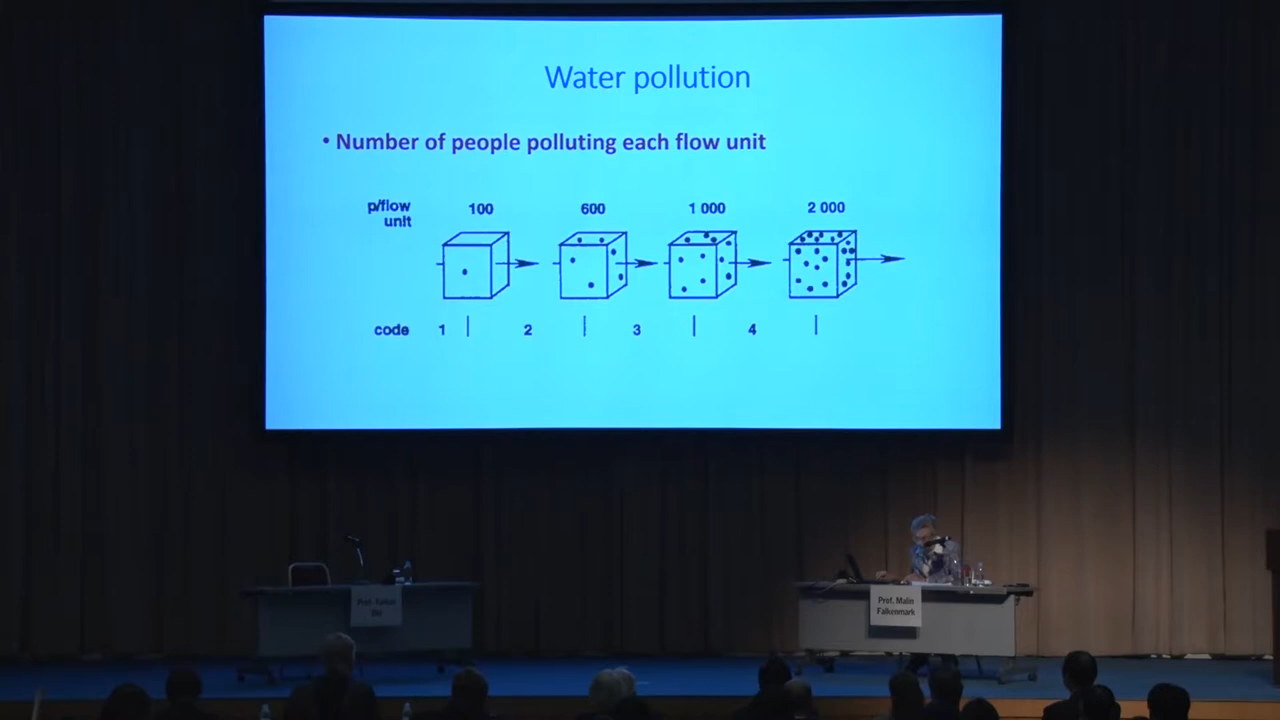 Water pollution
• Number of people polluting each flow unit
p/flow unit 100 600 1 000 2 000
code 1 2 3 4
Prof. Malin
Falkenmark
Prof.